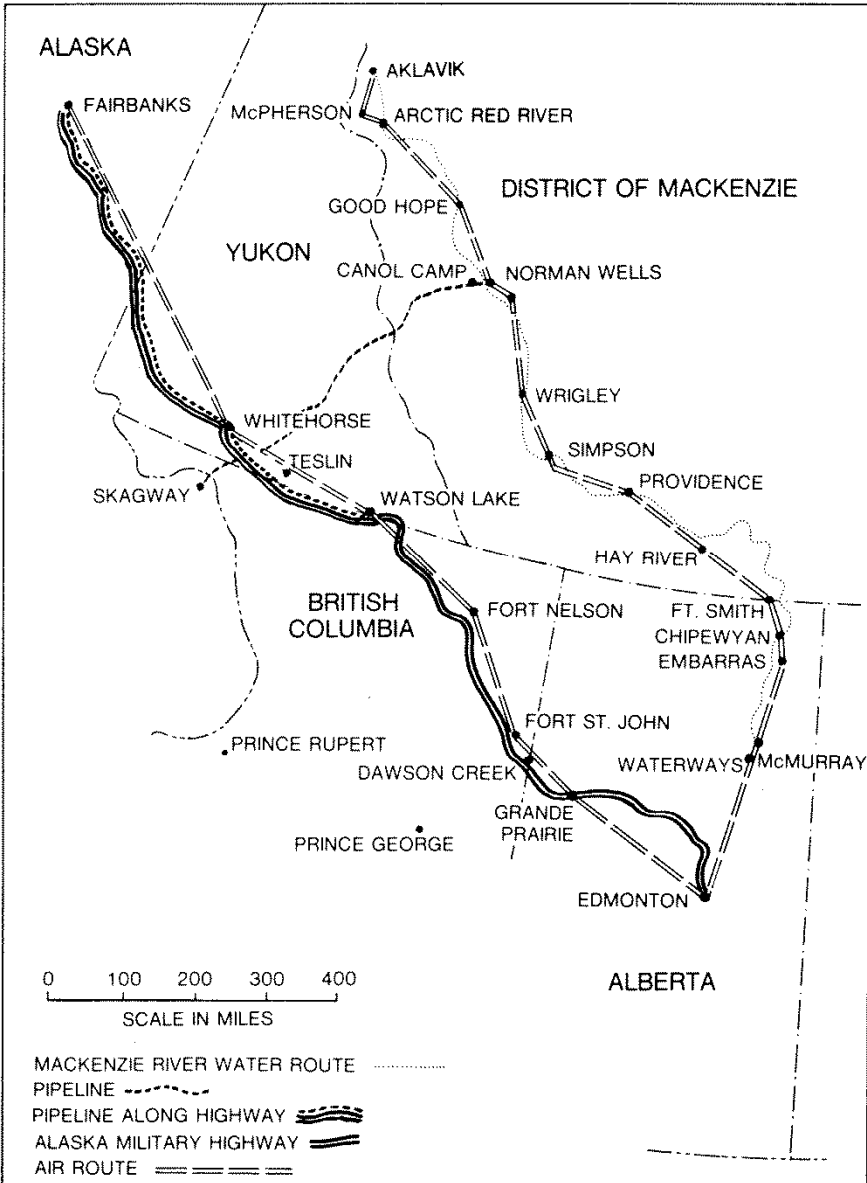 ALASKA
AKLAVIK
FAIRBANKS
McPHERSON
ARCTIC RED RIVER
DISTRICT OF MACKENZIE
GOOD HOPE
YUKON
CANOL CAMP
NORMAN WELLS
WRIGLEY
WHITEHORSE
SIMPSON
TESLIN
PROVIDENCE
SKAGWAY
WATSON LAKE
HAY RIVER
BRITISH
COLUMBIA
FORT NELSON
FT. SMITH
CHIPEWYAN
EMBARRAS
FORT ST. JOHN
PRINCE RUPERT
DAWSON CREEK
WATERWAYS
McMURRAY
GRANDE
PRAIRIE
PRINCE GEORGE
EDMONTON
ALBERTA
0 100 200 300 400
SCALE IN MILES
MACKENZIE RIVER WATER ROUTE
PIPELINE
PIPELINE ALONG HIGHWAY
ALASKA MILITARY HIGHWAY
AIR ROUTE